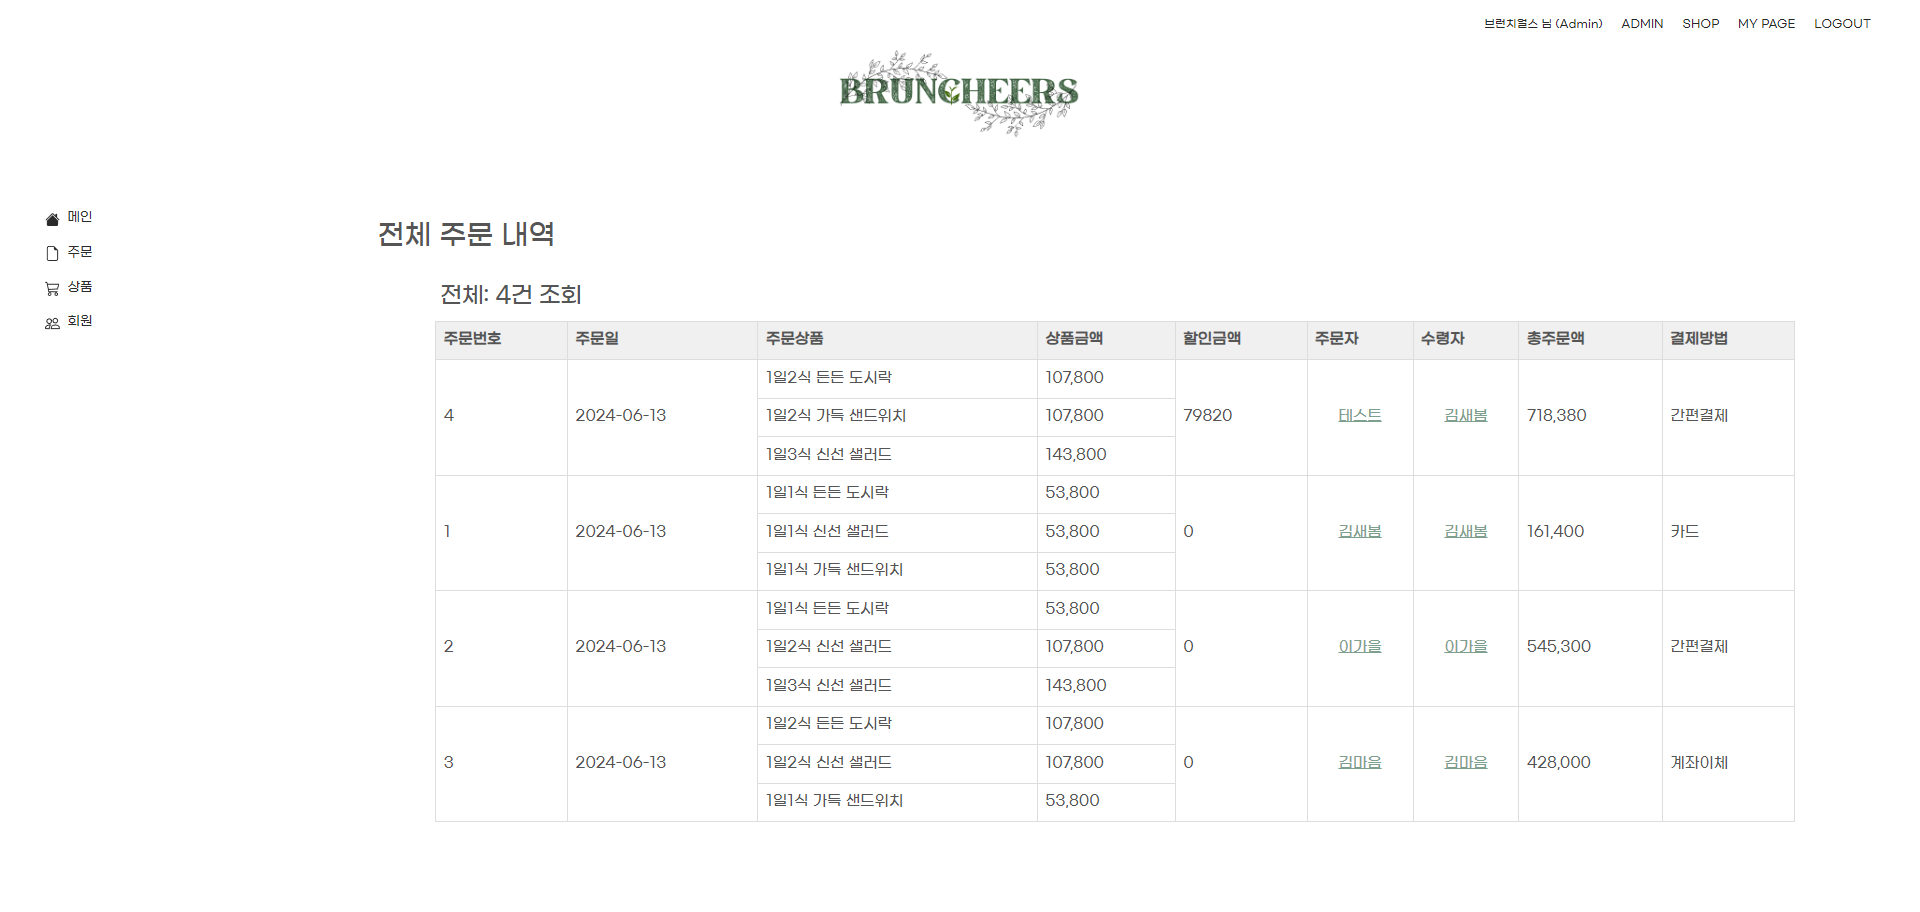 브런치헐스 님 (Admin) ADMIN SHOP MY PAGE LOGOUT
BRUNCHEERS
메인
주문
상품
회원
전체 주문 내역
전체: 4건 조회
주문번호 주문일 주문상품 상품금액 할인금액 주문자 수령자 총주문액 결제방법
1일2식 든든 도시락 107,800
4 2024-06-13 1일2식 가득 샌드위치 107,800 79820 테스트 김새봄 718,380 간편결제
1일3식 신선 샐러드 143,800
1일1식 든든 도시락 53,800
1 2024-06-13 1일1식 신선 샐러드 53,800 0 김새봄 김새봄 161,400 카드
1일1식 가득 샌드위치 53,800
1일1식 든든 도시락 53,800
2 2024-06-13 1일2식 신선 샐러드 107,800 0 이가을 이가을 545,300 간편결제
1일3식 신선 샐러드 143,800
1일2식 든든 도시락 107,800
3 2024-06-13 1일2식 신선 샐러드 107,800 0 김마음 김마음 428,000 계좌이체
1일1식 가득 샌드위치 53,800